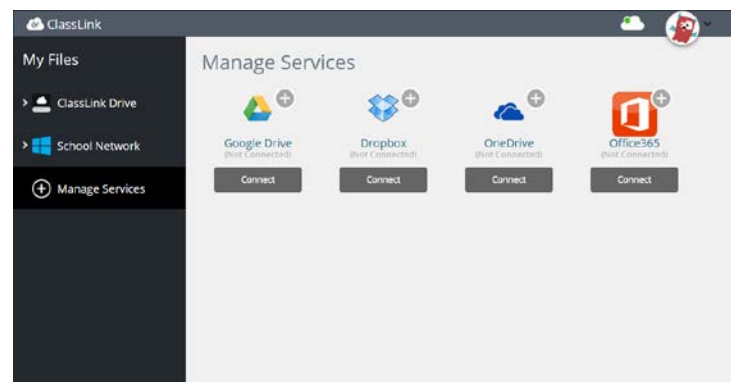 ClassLink
My Files
ClassLink Drive
School Network
Manage Services
Manage Services
Google Drive
(Not Connected)
Connect
Dropbox
(Not Connected)
Connect
OneDrive
(Not Connected)
Connect
Office365
(Not Connected)
Connect